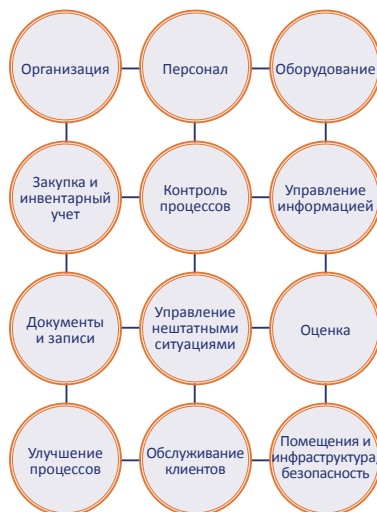 Организация
Персонал
Оборудование
Закупка и
инвентарный
учет
Контроль
процессов
Управление
информацией
Документы
и записи
Управление
нештатными
ситуациями
Оценка
Улучшение
процессов
Обслуживание
клиентов
Помещения и
инфраструктура,
безопасность